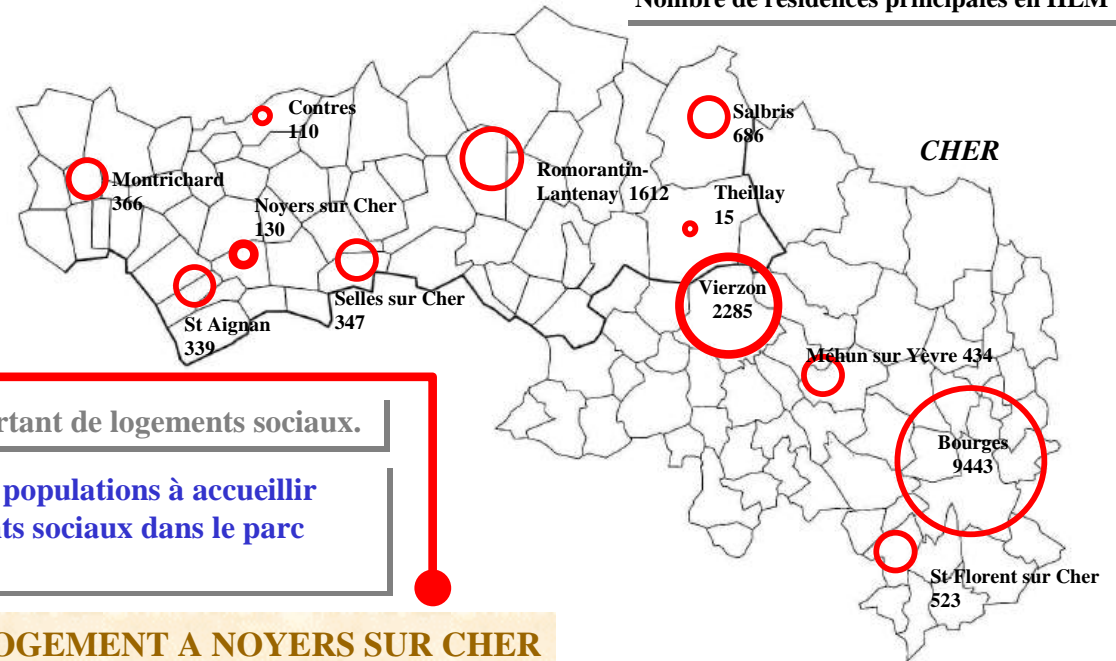 Nombre de résidences principales en HLM
Contres
110
Salbris
686
CHER
Montrichard
366
Romorantin-
Lantenay 1612
Theillay
15
Noyers sur Cher
130
Vierzon
2285
Selles sur Cher
347
St Aignan
339
Méhun sur Yèvre 434
Bourges
9443
St Florent sur Cher
523
rtant de logements sociaux.
populations à accueillir
ts sociaux dans le parc
OGEMENT A NOYERS SUR CHER